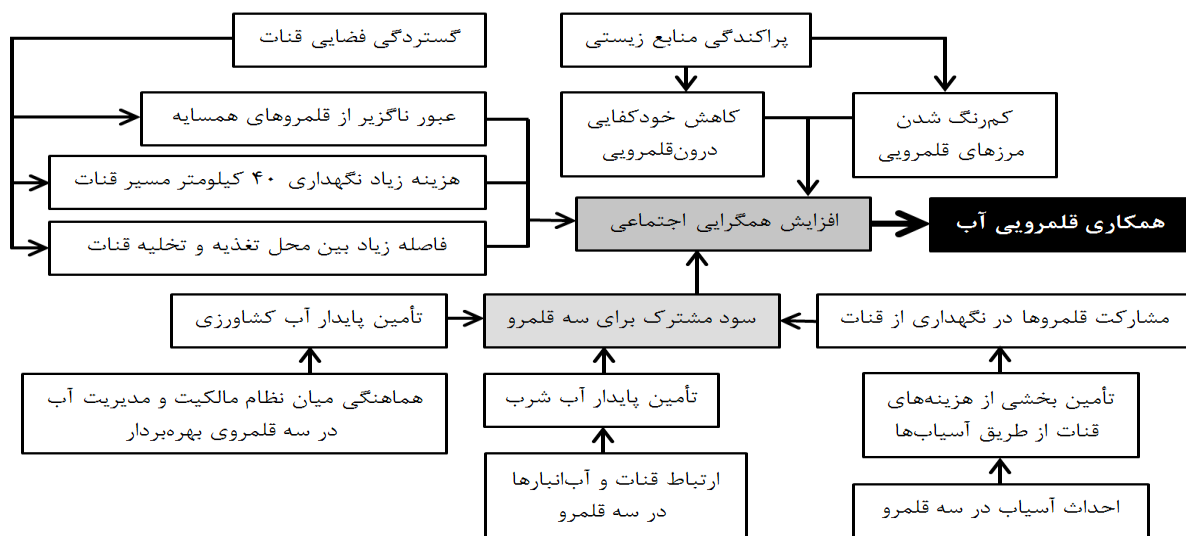 پراکندگی منابع زیستی
گستردگی فضایی قنات
کم‌رنگ شدن
مرزهای قلمرویی
کاهش خودکفایی
درون‌قلمرویی
عبور ناگزیر از قلمروهای همسایه
هزینه زیاد نگهداری ۴۰ کیلومتر مسیر قنات
فاصله زیاد بین محل تغذیه و تخلیه قنات
همکاری قلمرویی آب
افزایش همگرایی اجتماعی
مشارکت قلمروها در نگهداری از قنات
سود مشترک برای سه قلمرو
تأمین پایدار آب کشاورزی
تأمین بخشی از هزینه‌های
قنات از طریق آسیاب‌ها
تأمین پایدار آب شرب
هماهنگی میان نظام مالکیت و مدیریت آب
در سه قلمروی بهره‌بردار
احداث آسیاب در سه قلمرو
ارتباط قنات و آب‌انبارها
در سه قلمرو